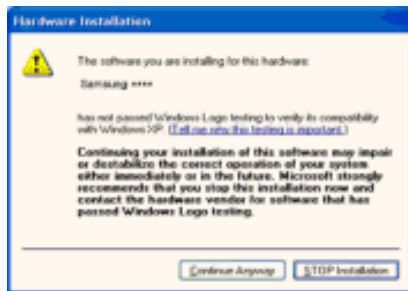 Hardware Installation
The software you are installing for this hardware:
Samsung ****
has not passed Windows Logo testing to verify its compatibility
with Windows XP. (Tell me why this testing is important.)
Continuing your installation of this software may impair
or destabilize the correct operation of your system
either immediately or in the future. Microsoft strongly
recommends that you stop this installation now and
contact the hardware vendor for software that has
passed Windows Logo testing.
Continue Anyway STOP Installation